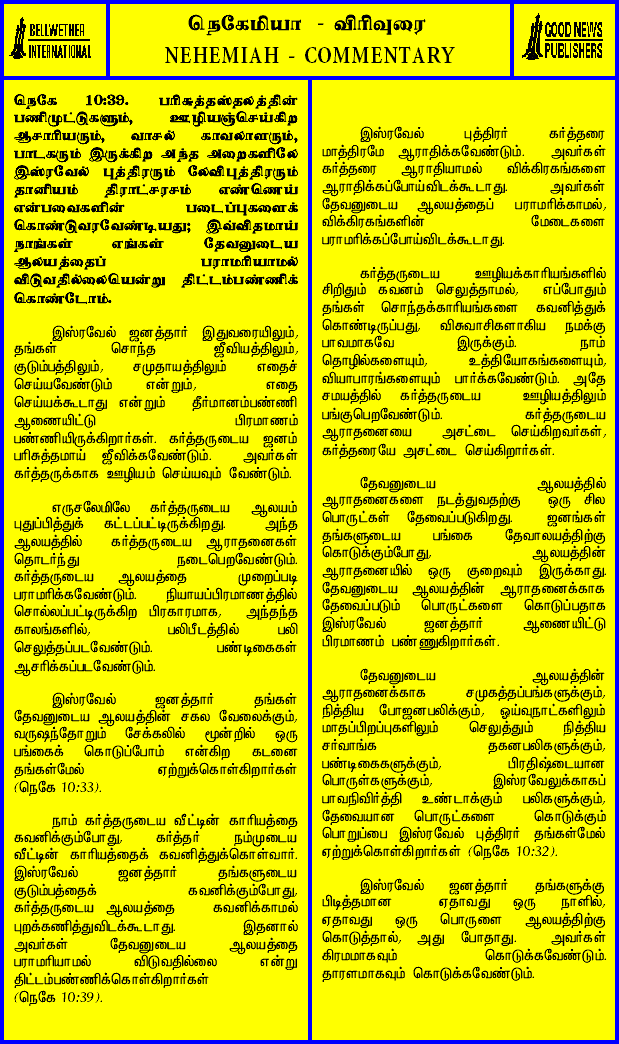 BELLWETHER
INTERNATIONAL
நெகேமியா - விரிவுரை
NEHEMIAH - COMMENTARY
GOOD NEWS
PUBLISHERS
நெகே 10:39. பரிசுத்தஸ்தலத்தின்
பணிமுட்டுகளும், ஊழியஞ்செய்கிற
ஆசாரியரும், வாசல் காவலாளரும்,
பாடகரும் இருக்கிற அந்த அறைகளிலே
இஸ்ரவேல் புத்திரரும் லேவிபுத்திரரும்
தானியம் திராட்சரசம் எண்ணெய்
என்பவைகளின் படைப்புகளைக்
கொண்டுவரவேண்டியது; இவ்விதமாய்
நாங்கள் எங்கள் தேவனுடைய
ஆலயத்தைப் பராமரியாமல்
விடுவதில்லையென்று திட்டம்பண்ணிக்
கொண்டோம்.
இஸ்ரவேல் ஜனத்தார் இதுவரையிலும்,
தங்கள் சொந்த ஜீவியத்திலும்,
குடும்பத்திலும், சமுதாயத்திலும் எதைச்
செய்யவேண்டும் என்றும், எதை
செய்யக்கூடாது என்றும் தீர்மானம்பண்ணி
ஆணையிட்டு பிரமாணம்
பண்ணியிருக்கிறார்கள். கர்த்தருடைய ஜனம்
பரிசுத்தமாய் ஜீவிக்கவேண்டும். அவர்கள்
கர்த்தருக்காக ஊழியம் செய்யவும் வேண்டும்.
எருசலேமிலே கர்த்தருடைய ஆலயம்
புதுப்பித்துக் கட்டப்பட்டிருக்கிறது. அந்த
ஆலயத்தில் கர்த்தருடைய ஆராதனைகள்
தொடர்ந்து நடைபெறவேண்டும்.
கர்த்தருடைய ஆலயத்தை முறைப்படி
பராமரிக்கவேண்டும். நியாயப்பிரமாணத்தில்
சொல்லப்பட்டிருக்கிற பிரகாரமாக, அந்தந்த
காலங்களில், பலிபீடத்தில் பலி
செலுத்தப்படவேண்டும். பண்டிகைகள்
ஆசரிக்கப்படவேண்டும்.
இஸ்ரவேல் ஜனத்தார் தங்கள்
தேவனுடைய ஆலயத்தின் சகல வேலைக்கும்,
வருஷந்தோறும் சேக்கலில் மூன்றில் ஒரு
பங்கைக் கொடுப்போம் என்கிற கடனை
தங்கள்மேல் ஏற்றுக்கொள்கிறார்கள்
(நெகே 10:33).
நாம் கர்த்தருடைய வீட்டின் காரியத்தை
கவனிக்கும்போது, கர்த்தர் நம்முடைய
வீட்டின் காரியத்தைக் கவனித்துக்கொள்வார்.
இஸ்ரவேல் ஜனத்தார் தங்களுடைய
குடும்பத்தைக் கவனிக்கும்போது,
கர்த்தருடைய ஆலயத்தை கவனிக்காமல்
புறக்கணித்துவிடக்கூடாது. இதனால்
அவர்கள் தேவனுடைய ஆலயத்தை
பராமரியாமல் விடுவதில்லை என்று
திட்டம்பண்ணிக்கொள்கிறார்கள்
(நெகே 10:39).
இஸ்ரவேல் புத்திரர் கர்த்தரை
மாத்திரமே ஆராதிக்கவேண்டும். அவர்கள்
கர்த்தரை ஆராதியாமல் விக்கிரகங்களை
ஆராதிக்கப்போய்விடக்கூடாது. அவர்கள்
தேவனுடைய ஆலயத்தைப் பராமரிக்காமல்,
விக்கிரகங்களின் மேடைகளை
பராமரிக்கப்போய்விடக்கூடாது.
கர்த்தருடைய ஊழியக்காரியங்களில்
சிறிதும் கவனம் செலுத்தாமல், எப்போதும்
தங்கள் சொந்தக்காரியங்களை கவனித்துக்
கொண்டிருப்பது, விசுவாசிகளாகிய நமக்கு
பாவமாகவே இருக்கும். நாம்
தொழில்களையும், உத்தியோகங்களையும்,
வியாபாரங்களையும் பார்க்கவேண்டும். அதே
சமயத்தில் கர்த்தருடைய ஊழியத்திலும்
பங்குபெறவேண்டும். கர்த்தருடைய
ஆராதனையை அசட்டை செய்கிறவர்கள்,
கர்த்தரையே அசட்டை செய்கிறார்கள்.
தேவனுடைய ஆலயத்தில்
ஆராதனைகளை நடத்துவதற்கு ஒரு சில
பொருட்கள் தேவைப்படுகிறது. ஜனங்கள்
தங்களுடைய பங்கை தேவாலயத்திற்கு
கொடுக்கும்போது, ஆலயத்தின்
ஆராதனையில் ஒரு குறைவும் இருக்காது.
தேவனுடைய ஆலயத்தின் ஆராதனைக்காக
தேவைப்படும் பொருட்களை கொடுப்பதாக
இஸ்ரவேல் ஜனத்தார் ஆணையிட்டு
பிரமாணம் பண்ணுகிறார்கள்.
தேவனுடைய ஆலயத்தின்
ஆராதனைக்காக சமுகத்தப்பங்களுக்கும்,
நித்திய போஜனபலிக்கும், ஓய்வுநாட்களிலும்
மாதப்பிறப்புகளிலும் செலுத்தும் நித்திய
சர்வாங்க தகனபலிகளுக்கும்,
பண்டிகைகளுக்கும், பிரதிஷ்டையான
பொருள்களுக்கும், இஸ்ரவேலுக்காகப்
பாவநிவிர்த்தி உண்டாக்கும் பலிகளுக்கும்,
தேவையான பொருட்களை கொடுக்கும்
பொறுப்பை இஸ்ரவேல் புத்திரர் தங்கள்மேல்
ஏற்றுக்கொள்கிறார்கள் (நெகே 10:32).
இஸ்ரவேல் ஜனத்தார் தங்களுக்கு
பிடித்தமான ஏதாவது ஒரு நாளில்,
ஏதாவது ஒரு பொருளை ஆலயத்திற்கு
கொடுத்தால், அது போதாது. அவர்கள்
கிரமமாகவும் கொடுக்கவேண்டும்.
தாராளமாகவும் கொடுக்கவேண்டும்.